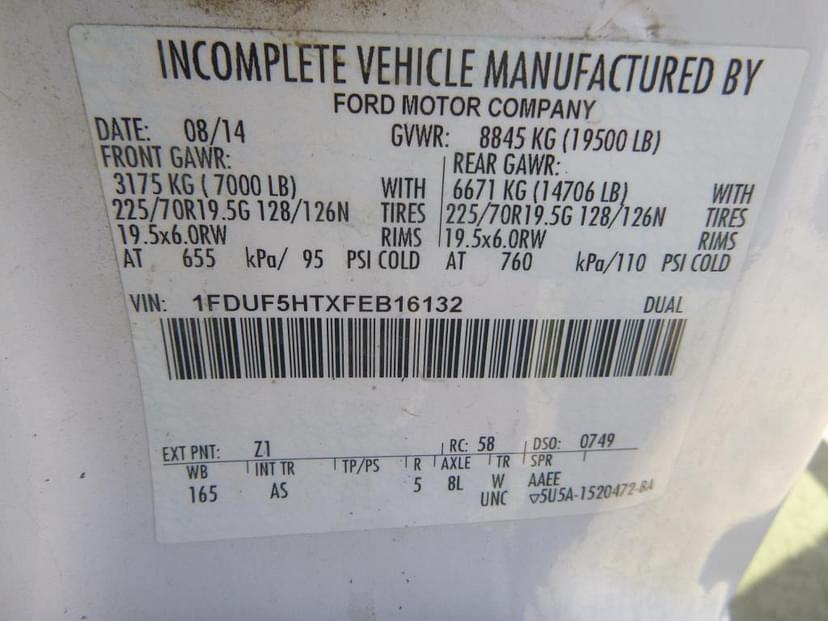 INCOMPLETE VEHICLE MANUFACTURED BY
FORD MOTOR COMPANY
DATE: 08/14 GVWR: 8845 KG (19500 LB)
FRONT GAWR: REAR GAWR:
3175 KG ( 7000 LB) WITH 6671 KG (14706 LB) WITH
225/70R19.5G 128/126N TIRES 225/70R19.5G 128/126N TIRES
19.5x6.0RW RIMS 19.5x6.0RW RIMS
AT 655 kPa/ 95 PSI COLD AT 760 kPa/110 PSI COLD
VIN: 1FDUF5HTXFEB16132 DUAL
EXT PNT: Z1 RC: 58 DSO: 0749
WB INT TR TP/PS R AXLE TR SPR
165 AS 5 8L W AAEE
UNC ▽5U5A-1520472-BA